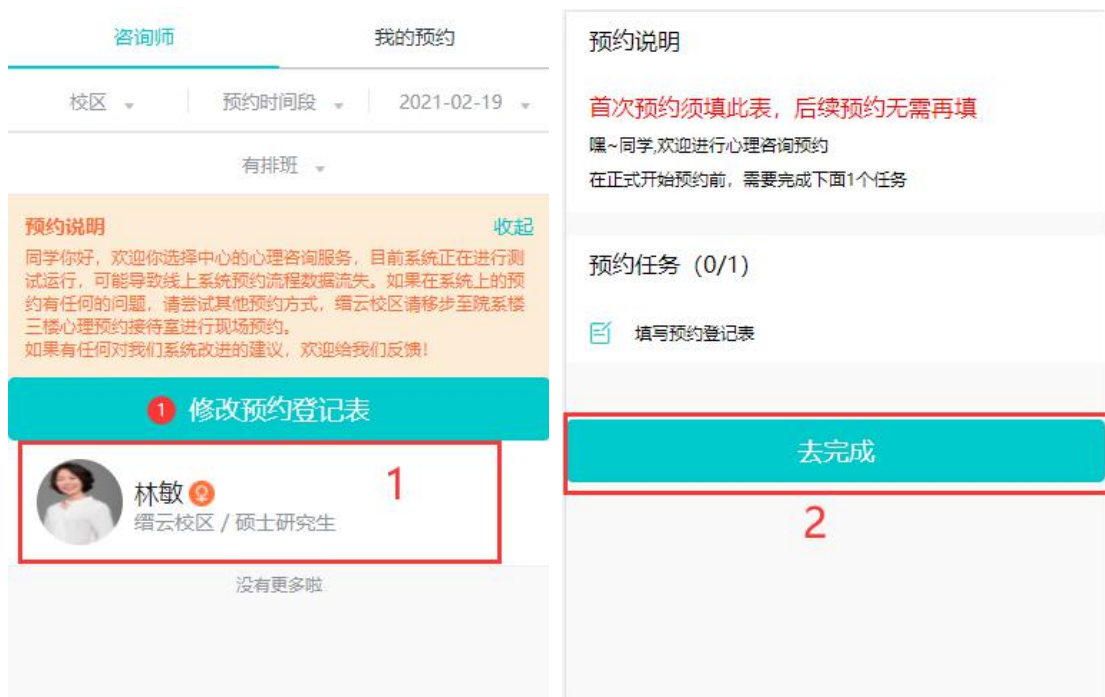 咨询师
我的预约
校区
预约时间段
2021-02-19
有排班
预约说明
收起
同学你好，欢迎你选择中心的心理咨询服务，目前系统正在进行测
试运行，可能导致线上系统预约流程数据流失。如果在系统上的预
约有任何的问题，请尝试其他预约方式，缙云校区请移步至院系楼
三楼心理预约接待室进行现场预约。
如果有任何对我们系统改进的建议，欢迎给我们反馈！
1 修改预约登记表
林敏
1
缙云校区 / 硕士研究生
没有更多啦
预约说明
首次预约须填此表，后续预约无需再填
嘿~同学,欢迎进行心理咨询预约
在正式开始预约前，需要完成下面1个任务
预约任务（0/1）
填写预约登记表
去完成
2